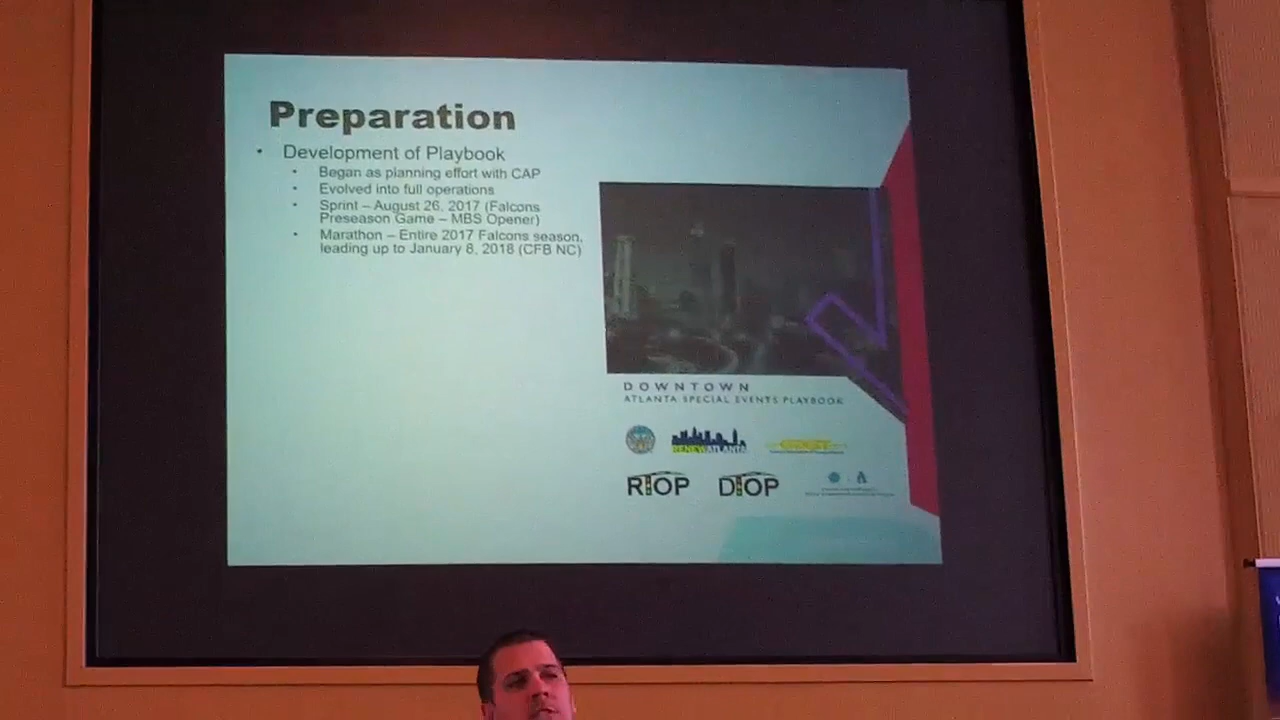 Preparation
• Development of Playbook
• Began as planning effort with CAP
• Evolved into full operations
• Sprint – August 26, 2017 (Falcons
Preseason Game – MBS Opener)
• Marathon – Entire 2017 Falcons season,
leading up to January 8, 2018 (CFB NC)
DOWNTOWN
ATLANTA SPECIAL EVENTS PLAYBOOK
RENEWATLANTA
RTOP DTOP